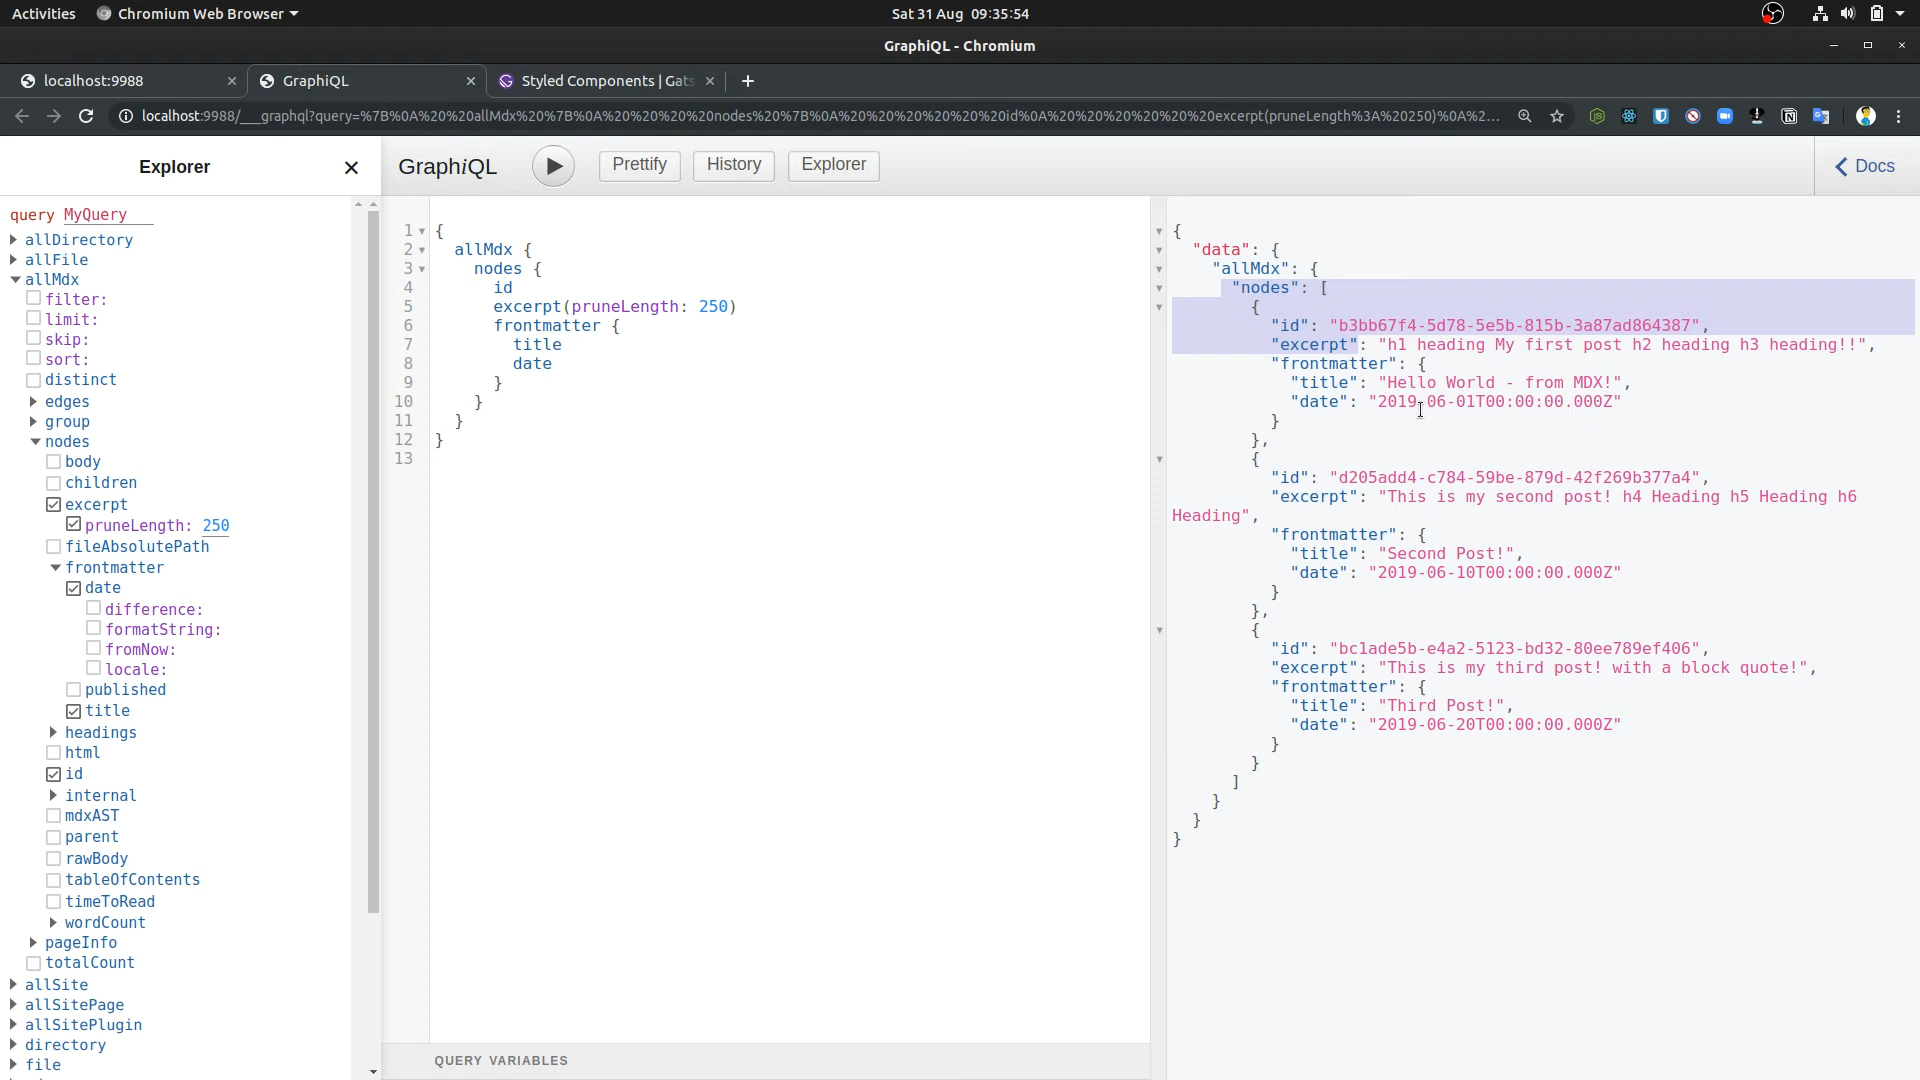 Activities Chromium Web Browser Sat 31 Aug 09:35:54
GraphiQL - Chromium
localhost:9988 GraphiQL Styled Components | Gats
localhost:9988/___graphql?query=%7B%0A%20%20allMdx%20%7B%0A%20%20%20%20nodes%20%7B%0A%20%20%20%20%20%20id%0A%20%20%20%20%20%20excerpt(pruneLength%3A%20250)%0A%2...
Explorer
GraphiQL Prettify History Explorer Docs
query MyQuery
allDirectory
allFile
allMdx
filter:
limit:
skip:
sort:
distinct
edges
group
nodes
body
children
excerpt
pruneLength: 250
fileAbsolutePath
frontmatter
date
difference:
formatString:
fromNow:
locale:
published
title
headings
html
id
internal
mdxAST
parent
rawBody
tableOfContents
timeToRead
wordCount
pageInfo
totalCount
allSite
allSitePage
allSitePlugin
directory
file
1 {
2 allMdx {
3 nodes {
4 id
5 excerpt(pruneLength: 250)
6 frontmatter {
7 title
8 date
9 }
10 }
11 }
12 }
13
QUERY VARIABLES
{
"data": {
"allMdx": {
"nodes": [
{
"id": "b3bb67f4-5d78-5e5b-815b-3a87ad864387",
"excerpt": "h1 heading My first post h2 heading h3 heading!!",
"frontmatter": {
"title": "Hello World - from MDX!",
"date": "2019-06-01T00:00:00.000Z"
}
},
{
"id": "d205add4-c784-59be-879d-42f269b377a4",
"excerpt": "This is my second post! h4 Heading h5 Heading h6
Heading",
"frontmatter": {
"title": "Second Post!",
"date": "2019-06-10T00:00:00.000Z"
}
},
{
"id": "bc1ade5b-e4a2-5123-bd32-80ee789ef406",
"excerpt": "This is my third post! with a block quote!",
"frontmatter": {
"title": "Third Post!",
"date": "2019-06-20T00:00:00.000Z"
}
}
]
}
}
}